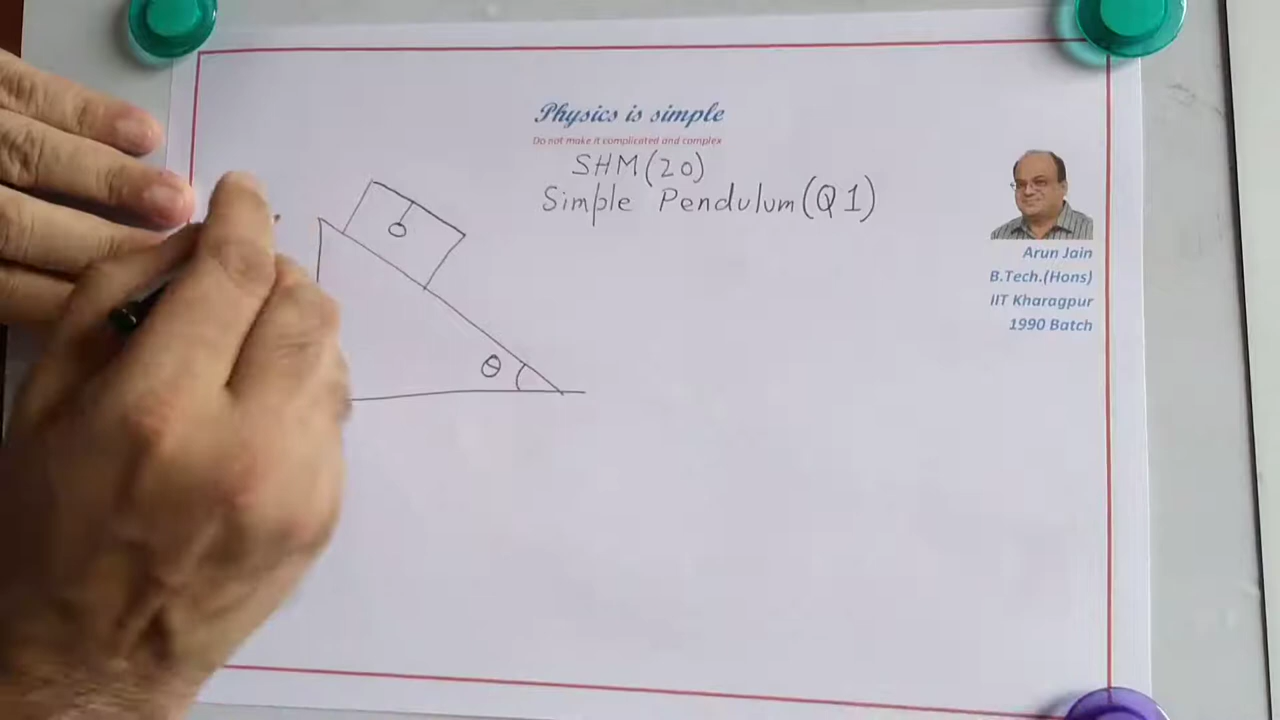 Physics is simple
Do not make it complicated and complex
SHM (20)
Simple Pendulum (Q1)
Arun Jain
B.Tech.(Hons)
IIT Kharagpur
1990 Batch
θ